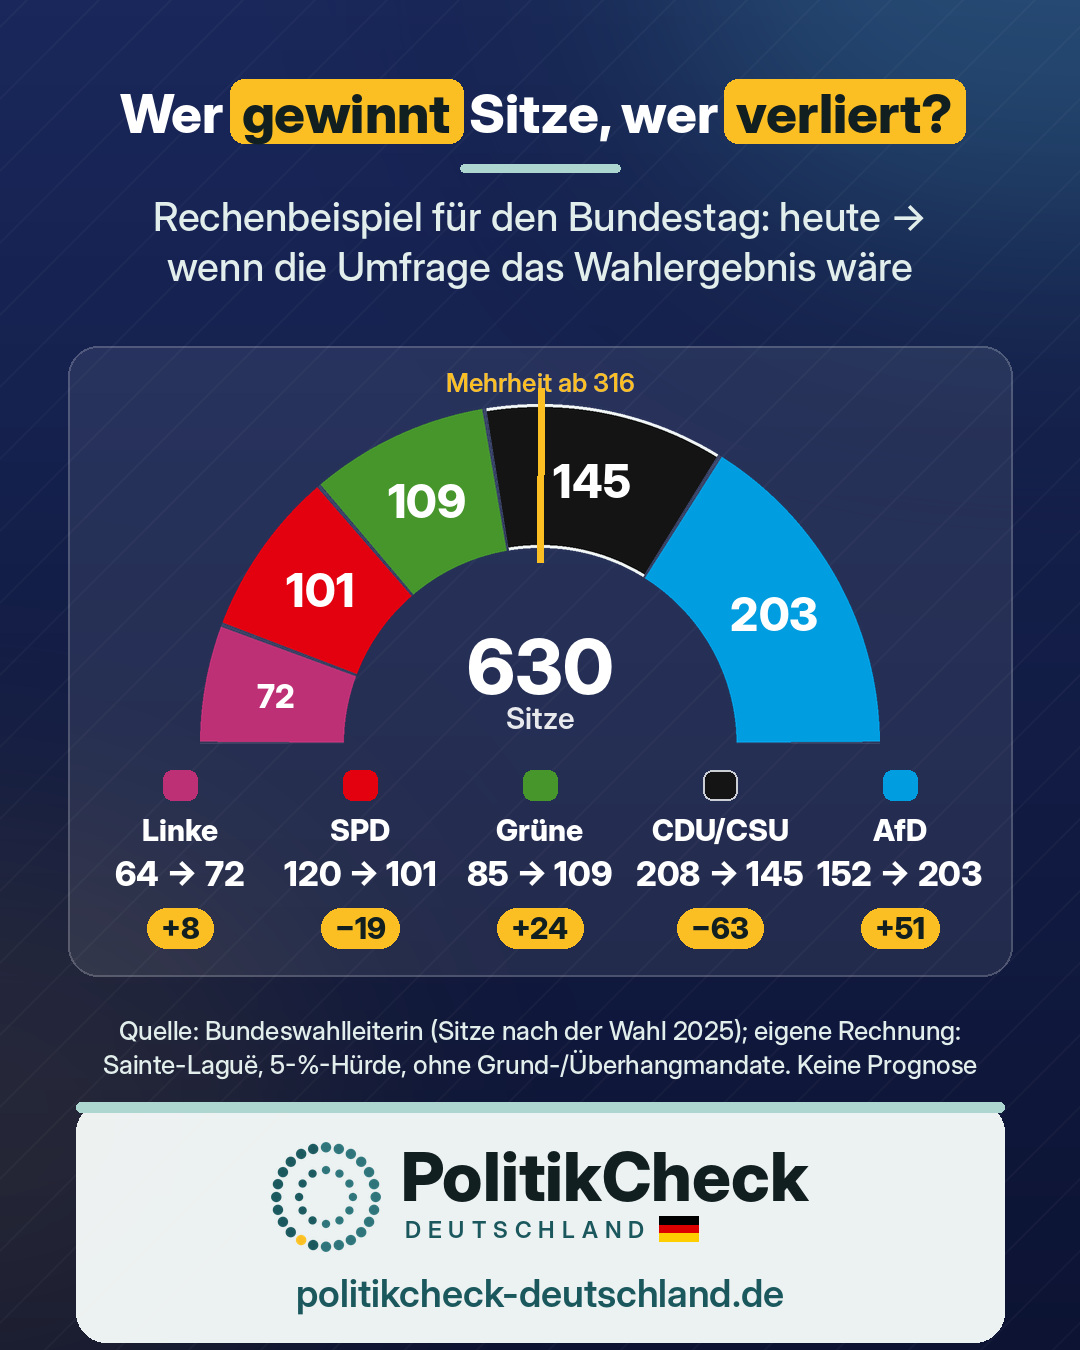 Wer gewinnt Sitze, wer verliert?
Rechenbeispiel für den Bundestag: heute →
wenn die Umfrage das Wahlergebnis wäre
Mehrheit ab 316
72
101
109
145
203
630
Sitze
Linke SPD Grüne CDU/CSU AfD
64 → 72 120 → 101 85 → 109 208 → 145 152 → 203
+8 −19 +24 −63 +51
Quelle: Bundeswahlleiterin (Sitze nach der Wahl 2025); eigene Rechnung:
Sainte-Laguë, 5-%-Hürde, ohne Grund-/Überhangmandate. Keine Prognose
PolitikCheck
DEUTSCHLAND
politikcheck-deutschland.de